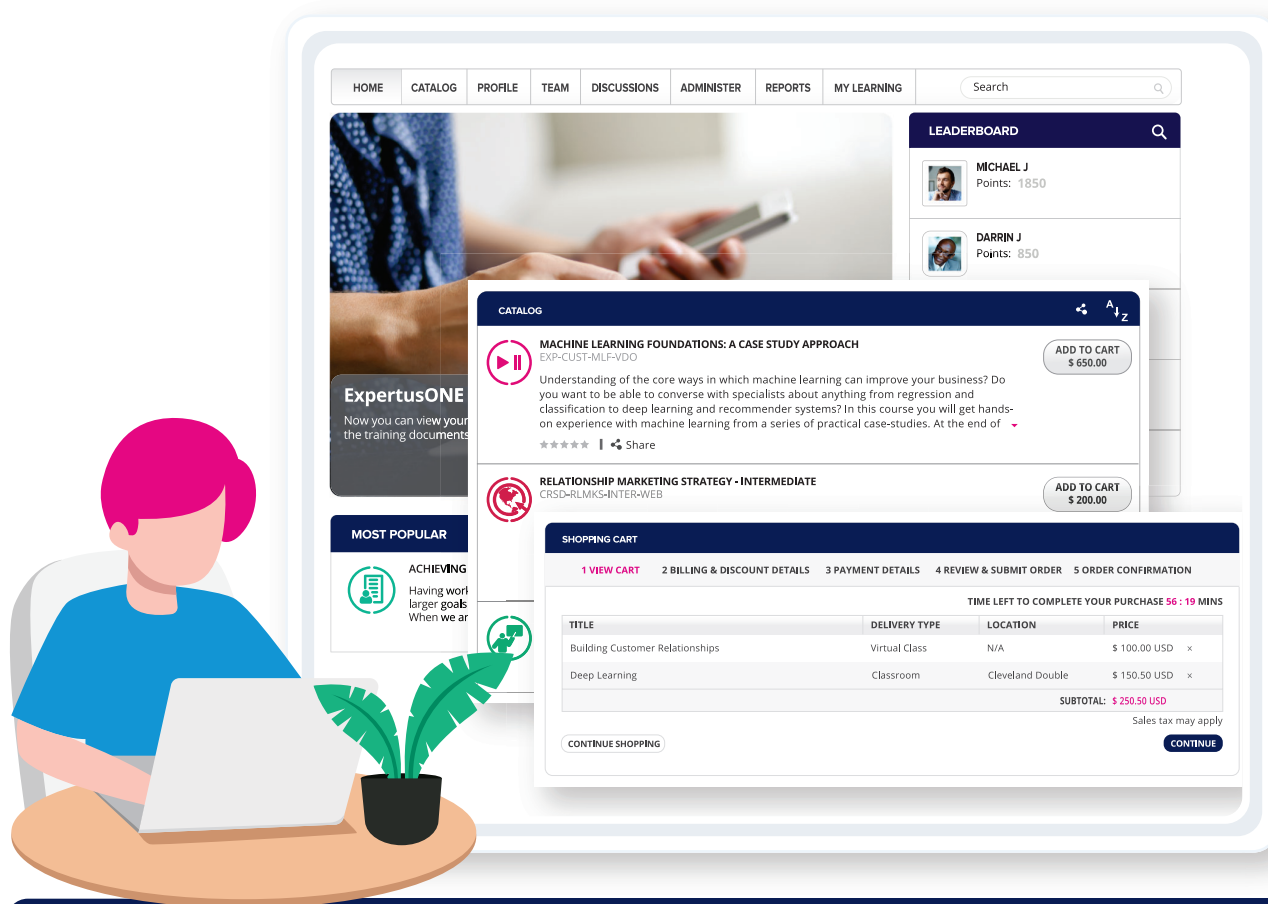 HOME CATALOG PROFILE TEAM DISCUSSIONS ADMINISTER REPORTS MY LEARNING Search
LEADERBOARD
MICHAEL J
Points: 1850
DARRIN J
Points: 850
ExpertusONE
Now you can view your
the training documents
CATALOG
A
Z
MACHINE LEARNING FOUNDATIONS: A CASE STUDY APPROACH
EXP-CUST-MLF-VDO
ADD TO CART
$ 650.00
Understanding of the core ways in which machine learning can improve your business? Do
you want to be able to converse with specialists about anything from regression and
classification to deep learning and recommender systems? In this course you will get hands-
on experience with machine learning from a series of practical case-studies. At the end of
Share
RELATIONSHIP MARKETING STRATEGY - INTERMEDIATE
CRSD-RLMKS-INTER-WEB
ADD TO CART
$ 200.00
MOST POPULAR
ACHIEVING
Having work
larger goals
When we ar
SHOPPING CART
1 VIEW CART 2 BILLING & DISCOUNT DETAILS 3 PAYMENT DETAILS 4 REVIEW & SUBMIT ORDER 5 ORDER CONFIRMATION
TIME LEFT TO COMPLETE YOUR PURCHASE 56 : 19 MINS
TITLE DELIVERY TYPE LOCATION PRICE
Building Customer Relationships Virtual Class N/A $ 100.00 USD ×
Deep Learning Classroom Cleveland Double $ 150.50 USD ×
SUBTOTAL: $ 250.50 USD
Sales tax may apply
CONTINUE SHOPPING CONTINUE